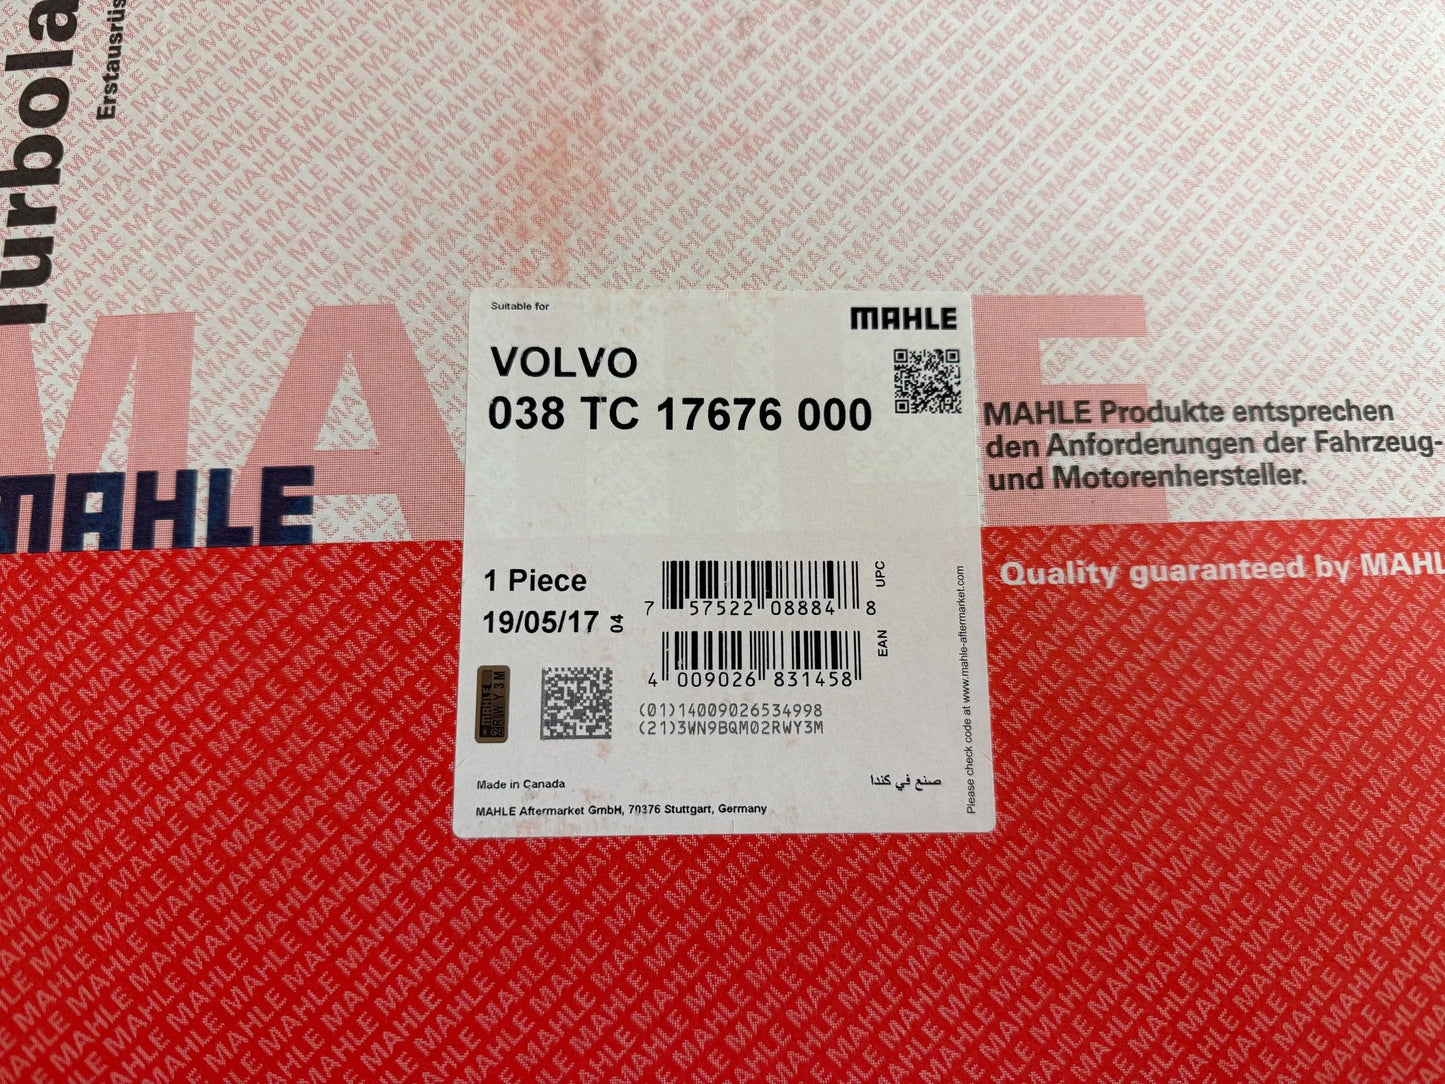 Turbola
Erstausrüs
MAHLE
MAHLE
Suitable for
MAHLE
VOLVO
038 TC 17676 000
MAHLE Produkte entsprechen
den Anforderungen der Fahrzeug-
und Motorenhersteller.
Quality guaranteed by MAHL
1 Piece
19/05/17 04
7 57522 08884 8
UPC
4 009026 831458
EAN
(01)14009026534998
(21)3WN9BQM02RWY3M
MAHLE
2RWY3M
Please check code at www.mahle-aftermarket.com
Made in Canada
صنع في كندا
MAHLE Aftermarket GmbH, 70376 Stuttgart, Germany